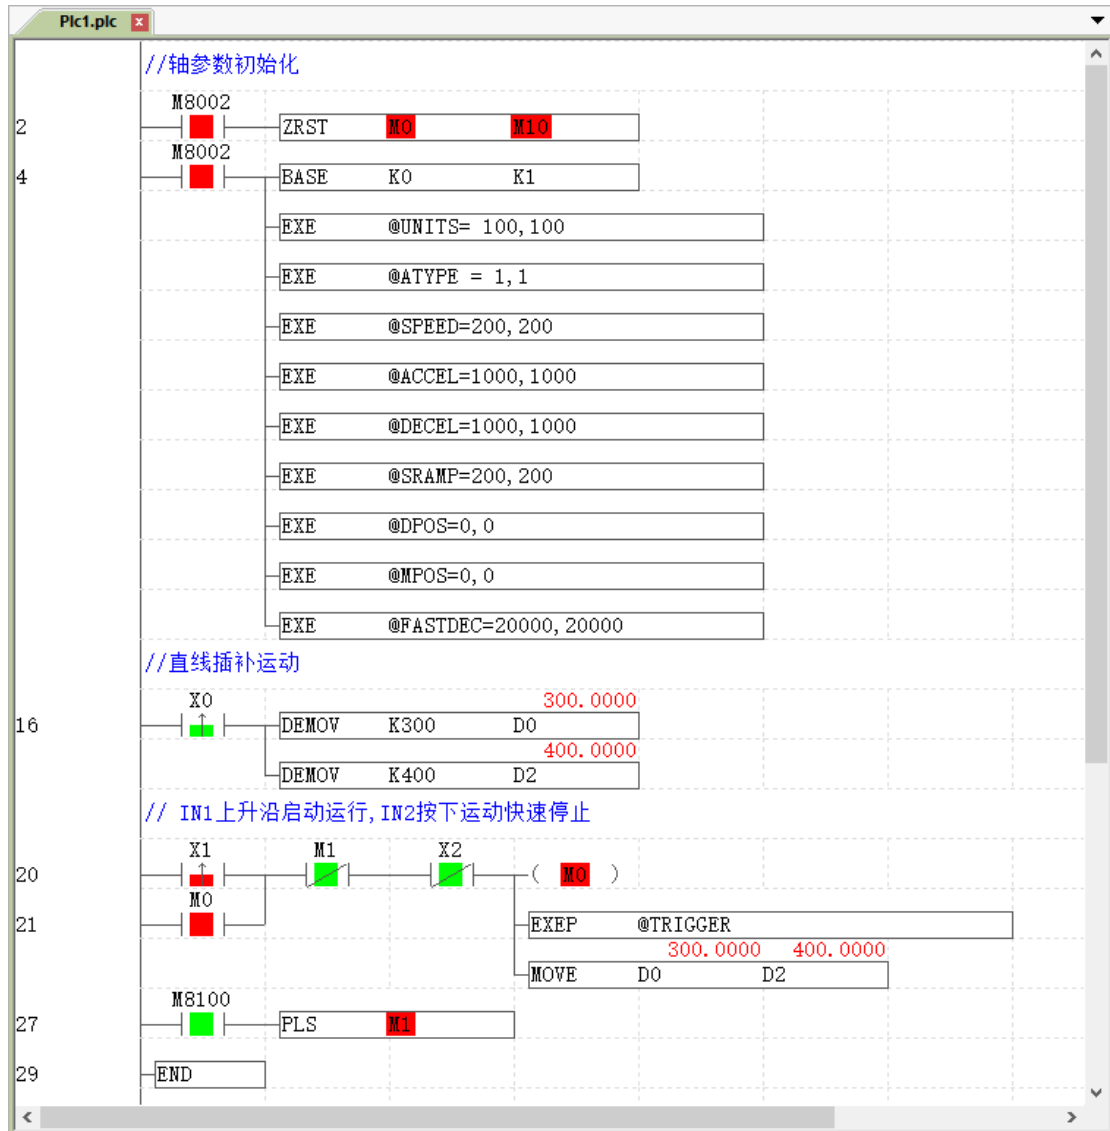 Plc1.plc
//轴参数初始化
M8002
2 ZRST M0 M10
M8002
4 BASE K0 K1
EXE @UNITS= 100,100
EXE @ATYPE = 1,1
EXE @SPEED=200,200
EXE @ACCEL=1000,1000
EXE @DECEL=1000,1000
EXE @SRAMP=200,200
EXE @DPOS=0,0
EXE @MPOS=0,0
EXE @FASTDEC=20000,20000
//直线插补运动
X0 300.0000
16 DEMOV K300 D0
400.0000
DEMOV K400 D2
// IN1上升沿启动运行,IN2按下运动快速停止
X1 M1 X2
20 ( M0 )
M0
21 EXEP @TRIGGER
300.0000 400.0000
MOVE D0 D2
M8100
27 PLS M1
29 END